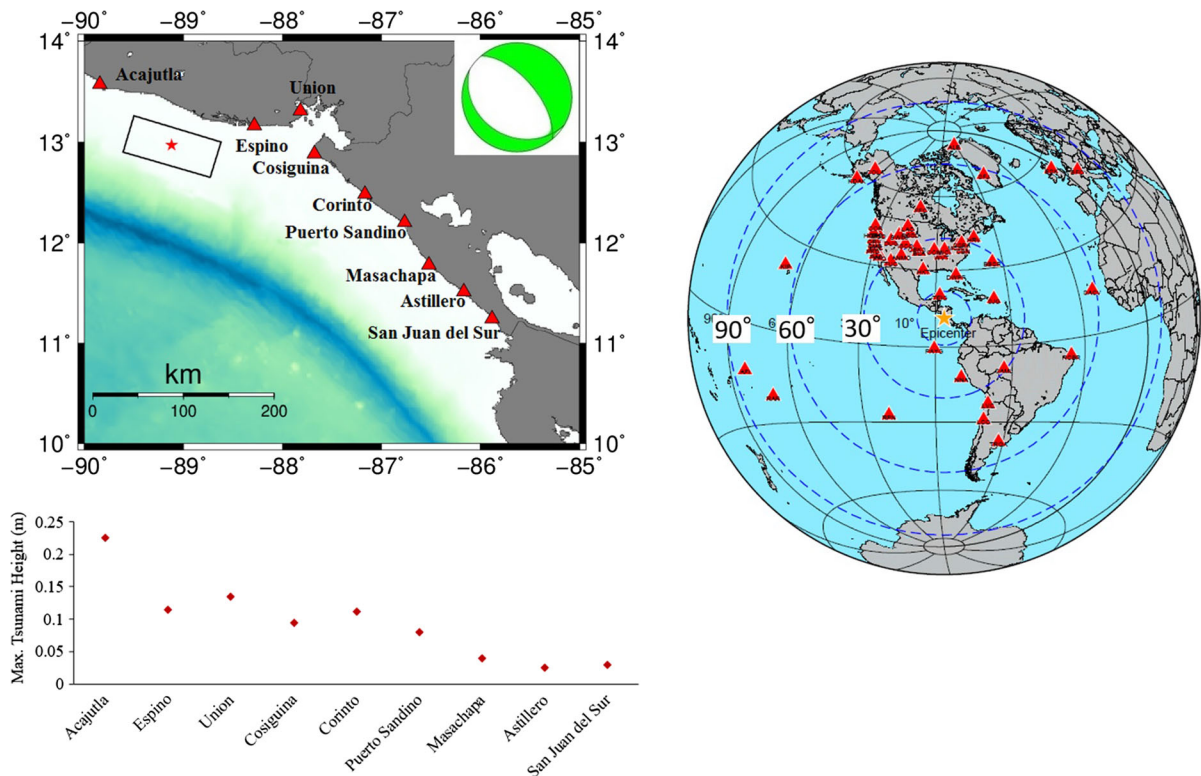 −90 −89 −88 −87 −86 −85
14˚ 14˚
Acajutla
Union
13˚ 13˚
Espino
Cosiguina
Corinto
12˚ 12˚
Puerto Sandino
Masachapa
Astillero
11˚ 11˚
San Juan del Sur
km
0 100 200
10˚ 10˚
−90 −89 −88 −87 −86 −85
90˚ 60˚ 30˚ 10˚
Epicenter
Max. Tsunami Height (m)
0.25
0.2
0.15
0.1
0.05
0
Acajutla
Espino
Union
Cosiguina
Corinto
Puerto Sandino
Masachapa
Astillero
San Juan del Sur